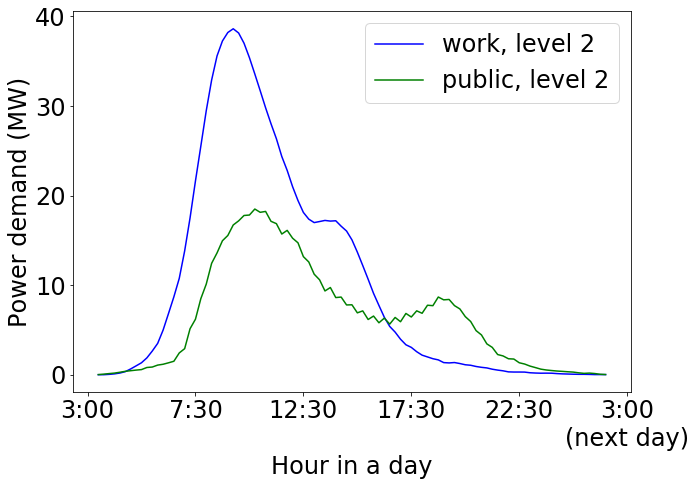 Power demand (MW)
40
30
20
10
0
work, level 2
public, level 2
3:00 7:30 12:30 17:30 22:30 3:00
(next day)
Hour in a day